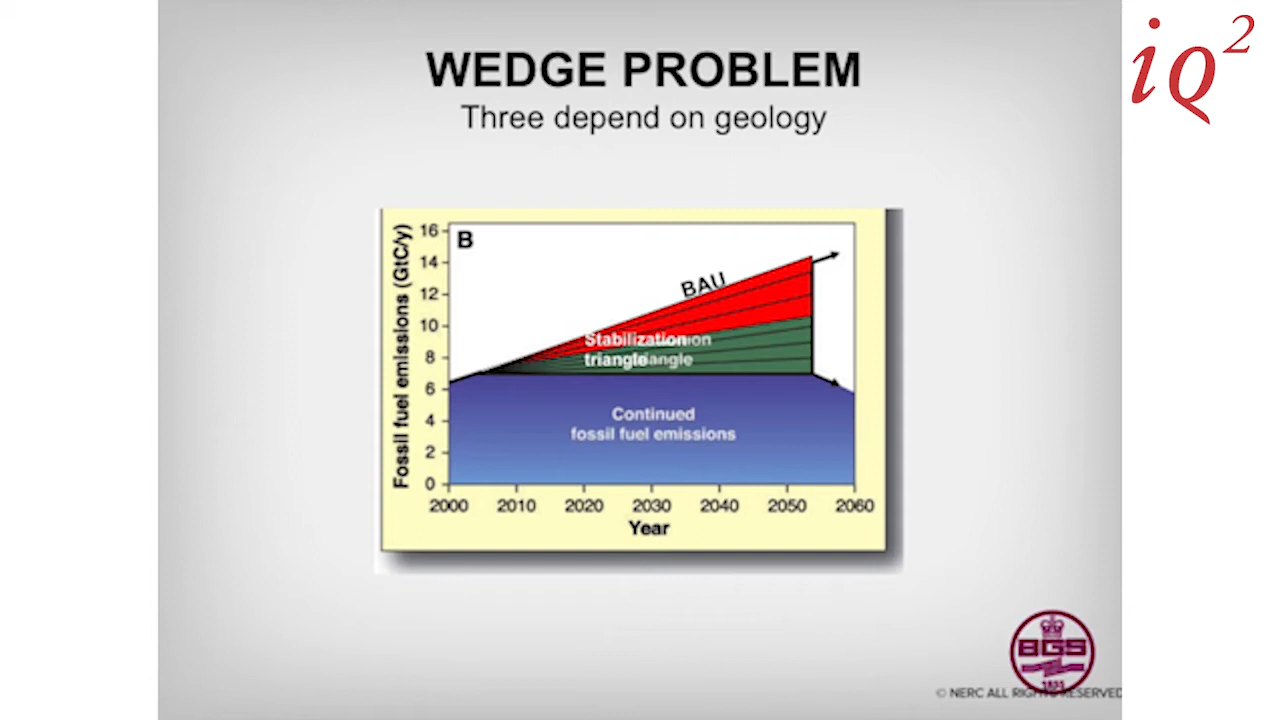 iq²
WEDGE PROBLEM
Three depend on geology
Fossil fuel emissions (GtC/y)
16
14
12
10
8
6
4
2
0
B
BAU
Stabilization
triangle
Continued
fossil fuel emissions
2000 2010 2020 2030 2040 2050 2060
Year
BGS
1835
© NERC ALL RIGHTS RESERVED